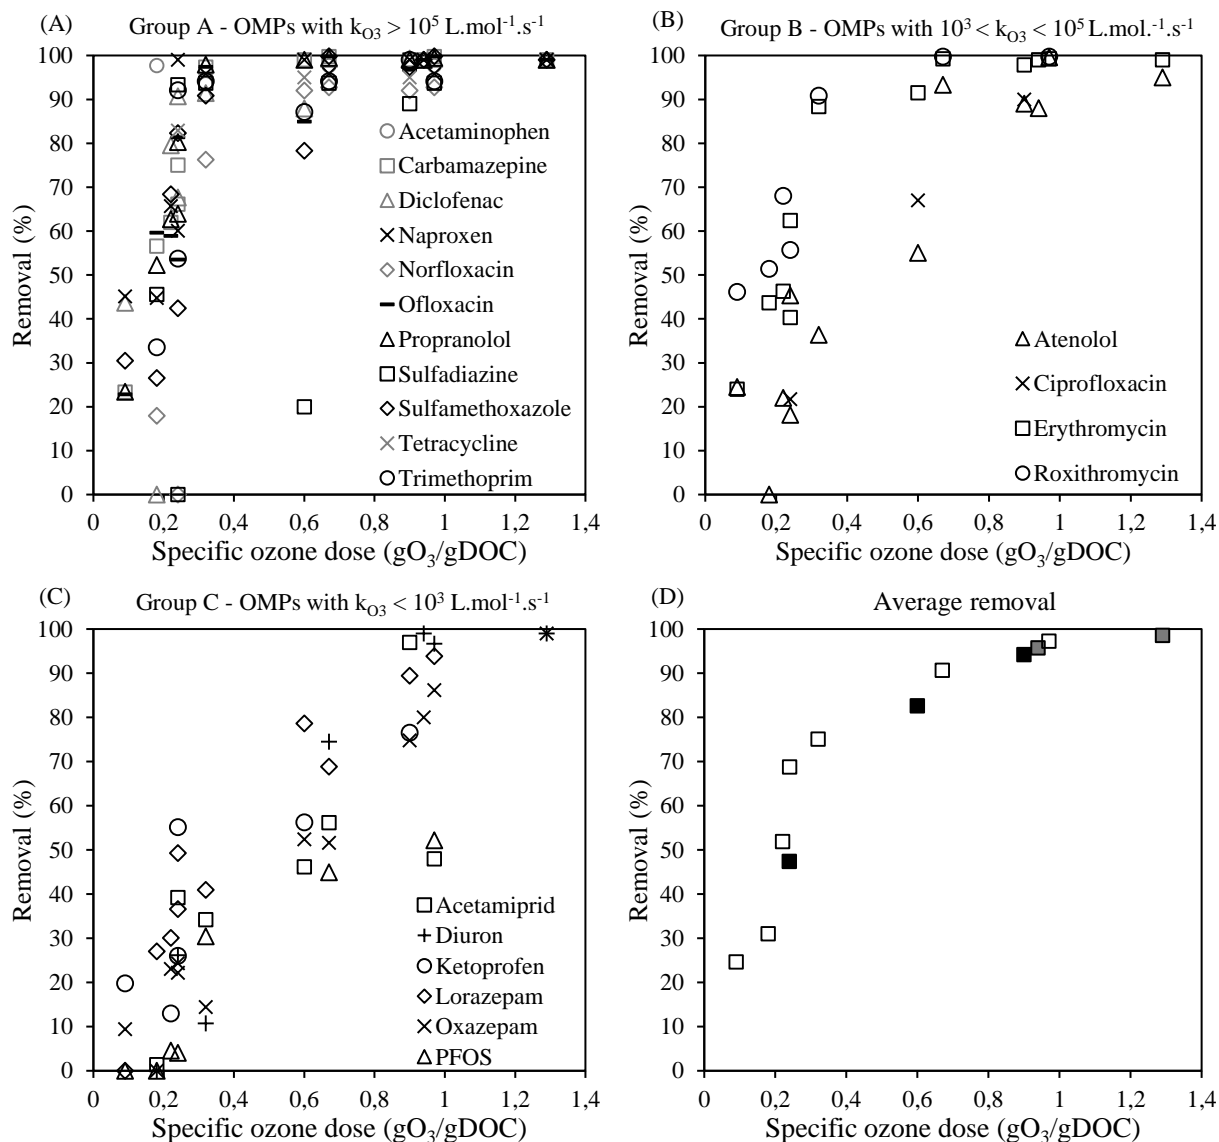 (A) Group A - OMPs with kO3 > 10⁵ L.mol⁻¹.s⁻¹
Removal (%)
100
90
80
70
60
50
40
30
20
10
0
Acetaminophen
Carbamazepine
Diclofenac
Naproxen
Norfloxacin
Ofloxacin
Propranolol
Sulfadiazine
Sulfamethoxazole
Tetracycline
Trimethoprim
0 0,2 0,4 0,6 0,8 1 1,2 1,4
Specific ozone dose (gO₃/gDOC)
(B) Group B - OMPs with 10³ < kO3 < 10⁵ L.mol.⁻¹.s⁻¹
Removal (%)
100
90
80
70
60
50
40
30
20
10
0
Atenolol
Ciprofloxacin
Erythromycin
Roxithromycin
0 0,2 0,4 0,6 0,8 1 1,2 1,4
Specific ozone dose (gO₃/gDOC)
(C) Group C - OMPs with kO3 < 10³ L.mol⁻¹.s⁻¹
Removal (%)
100
90
80
70
60
50
40
30
20
10
0
Acetamiprid
Diuron
Ketoprofen
Lorazepam
Oxazepam
PFOS
0 0,2 0,4 0,6 0,8 1 1,2 1,4
Specific ozone dose (gO₃/gDOC)
(D) Average removal
Removal (%)
100
90
80
70
60
50
40
30
20
10
0
0 0,2 0,4 0,6 0,8 1 1,2 1,4
Specific ozone dose (gO₃/gDOC)